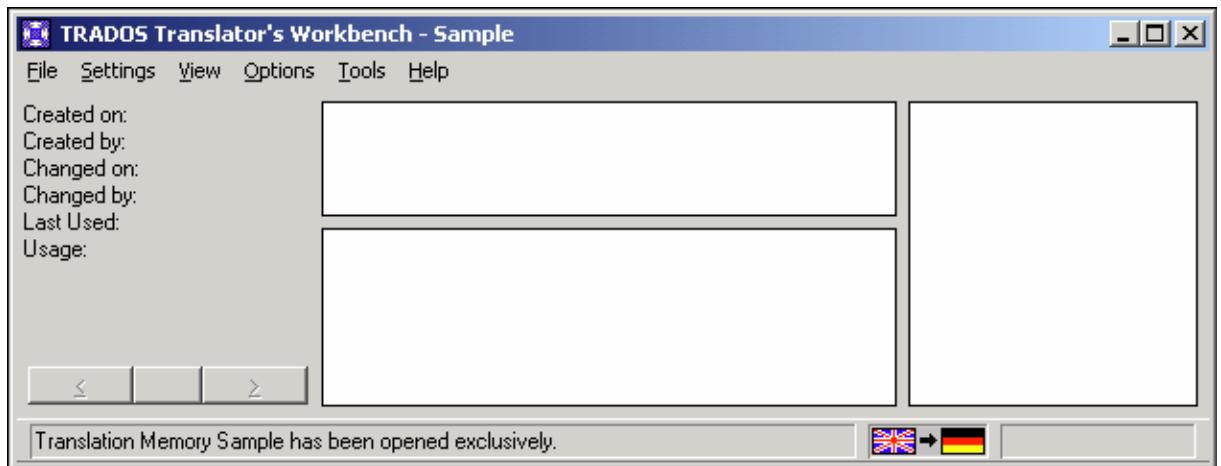 TRADOS Translator's Workbench - Sample
File Settings View Options Tools Help
Created on:
Created by:
Changed on:
Changed by:
Last Used:
Usage:
< >
Translation Memory Sample has been opened exclusively.